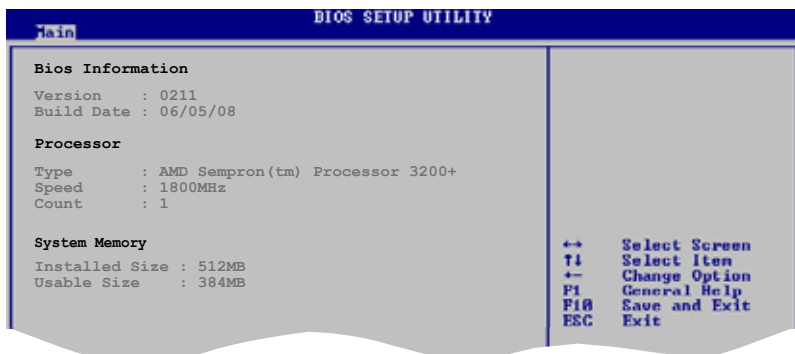 BIOS SETUP UTILITY
Main
Bios Information
Version : 0211
Build Date : 06/05/08
Processor
Type : AMD Sempron(tm) Processor 3200+
Speed : 1800MHz
Count : 1
System Memory
Installed Size : 512MB
Usable Size : 384MB
↔ Select Screen
↑↓ Select Item
+- Change Option
F1 General Help
F10 Save and Exit
ESC Exit